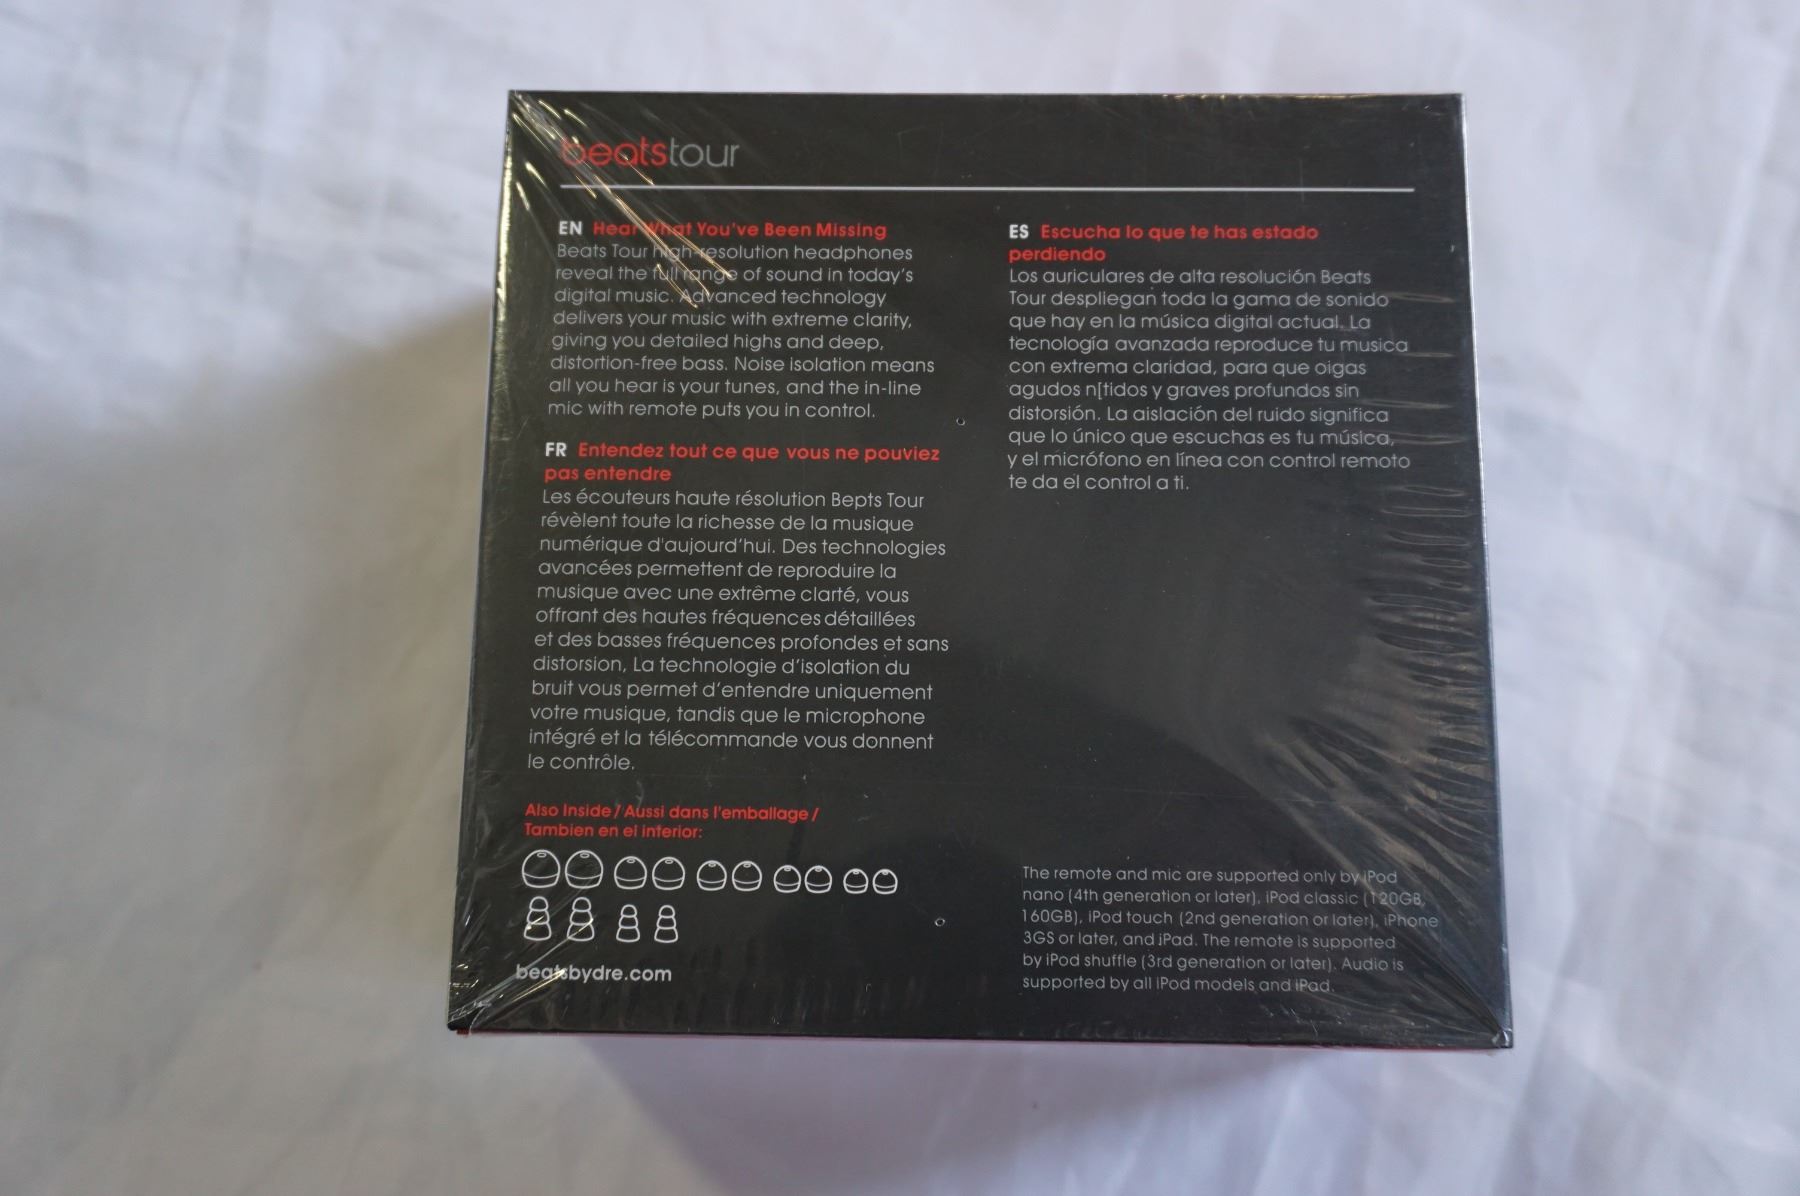 beatstour
EN Hear What You've Been Missing
Beats Tour high-resolution headphones
reveal the full range of sound in today's
digital music. Advanced technology
delivers your music with extreme clarity,
giving you detailed highs and deep,
distortion-free bass. Noise isolation means
all you hear is your tunes, and the in-line
mic with remote puts you in control.
FR Entendez tout ce que vous ne pouviez
pas entendre
Les écouteurs haute résolution Bepts Tour
révèlent toute la richesse de la musique
numérique d'aujourd'hui. Des technologies
avancées permettent de reproduire la
musique avec une extrême clarté, vous
offrant des hautes fréquences détaillées
et des basses fréquences profondes et sans
distorsion, La technologie d'isolation du
bruit vous permet d'entendre uniquement
votre musique, tandis que le microphone
intégré et la télécommande vous donnent
le contrôle.
ES Escucha lo que te has estado
perdiendo
Los auriculares de alta resolución Beats
Tour despliegan toda la gama de sonido
que hay en la música digital actual. La
tecnología avanzada reproduce tu musica
con extrema claridad, para que oigas
agudos n[tidos y graves profundos sin
distorsión. La aislación del ruido significa
que lo único que escuchas es tu música,
y el micrófono en línea con control remoto
te da el control a ti.
Also Inside / Aussi dans l'emballage /
Tambien en el interior:
beatsbydre.com
The remote and mic are supported only by iPod
nano (4th generation or later), iPod classic (120GB,
160GB), iPod touch (2nd generation or later), iPhone
3GS or later, and iPad. The remote is supported
by iPod shuffle (3rd generation or later). Audio is
supported by all iPod models and iPad.